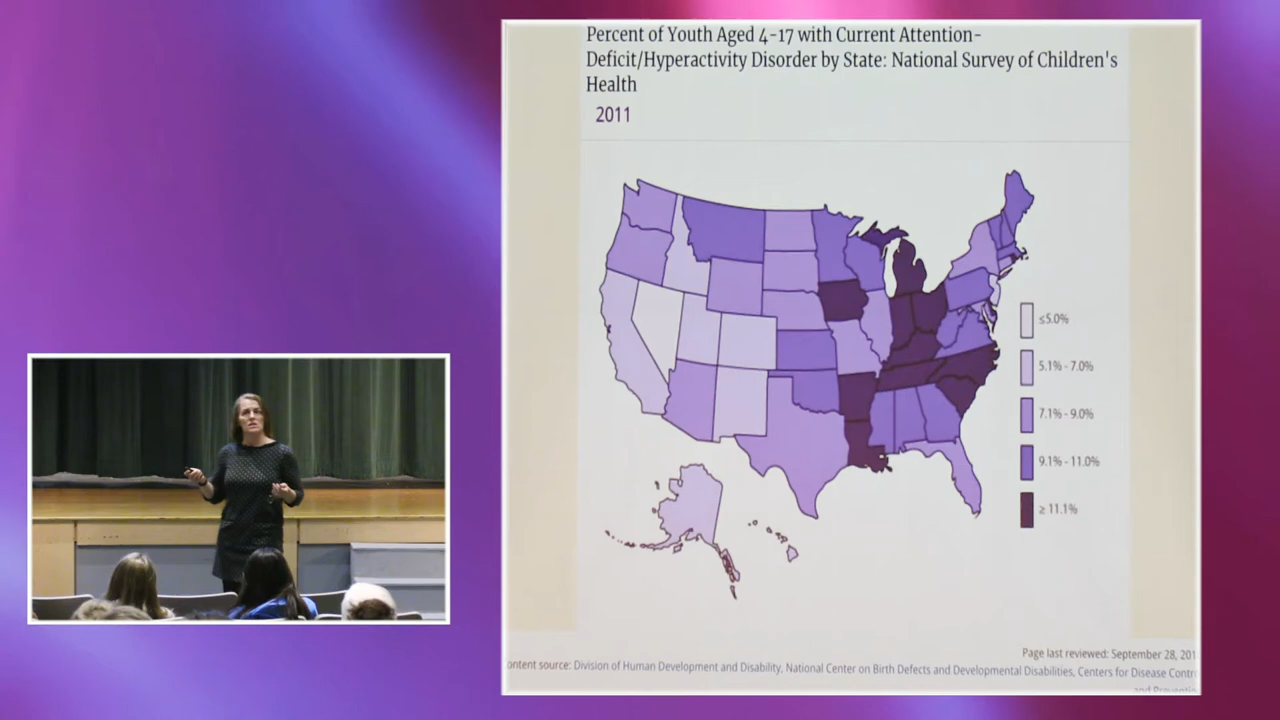 Percent of Youth Aged 4-17 with Current Attention-
Deficit/Hyperactivity Disorder by State: National Survey of Children's
Health
2011
≤5.0%
5.1% - 7.0%
7.1% - 9.0%
9.1% - 11.0%
≥ 11.1%
Page last reviewed: September 28, 201
ontent source: Division of Human Development and Disability, National Center on Birth Defects and Developmental Disabilities, Centers for Disease Contr
and Preventio